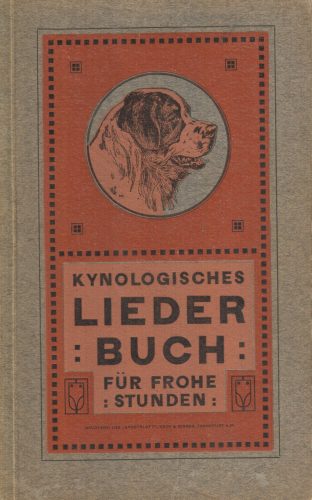 KYNOLOGISCHES
LIEDER
: BUCH :
FÜR FROHE
: STUNDEN :